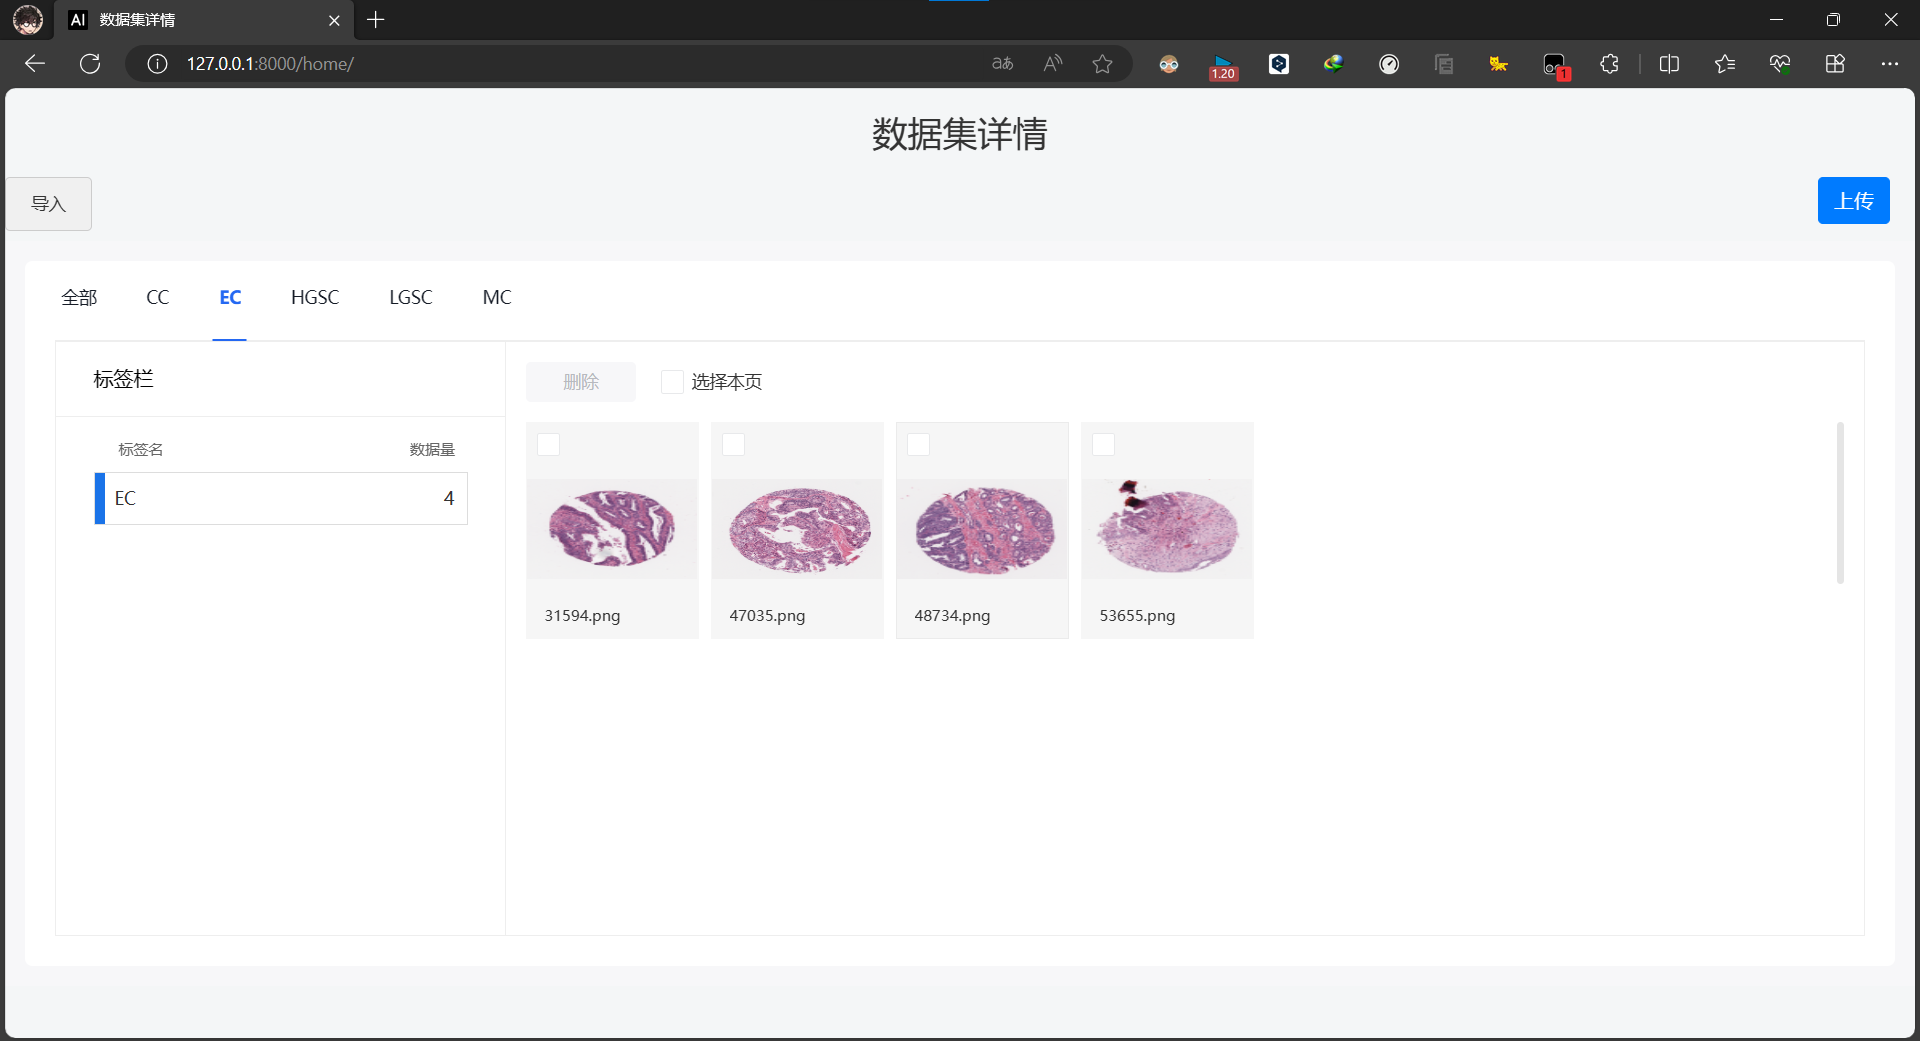 AI 数据集详情
127.0.0.1:8000/home/
aあ
A
1.20
1
数据集详情
导入
上传
全部 CC EC HGSC LGSC MC
标签栏
删除 选择本页
标签名 数据量
EC 4
31594.png 47035.png 48734.png 53655.png